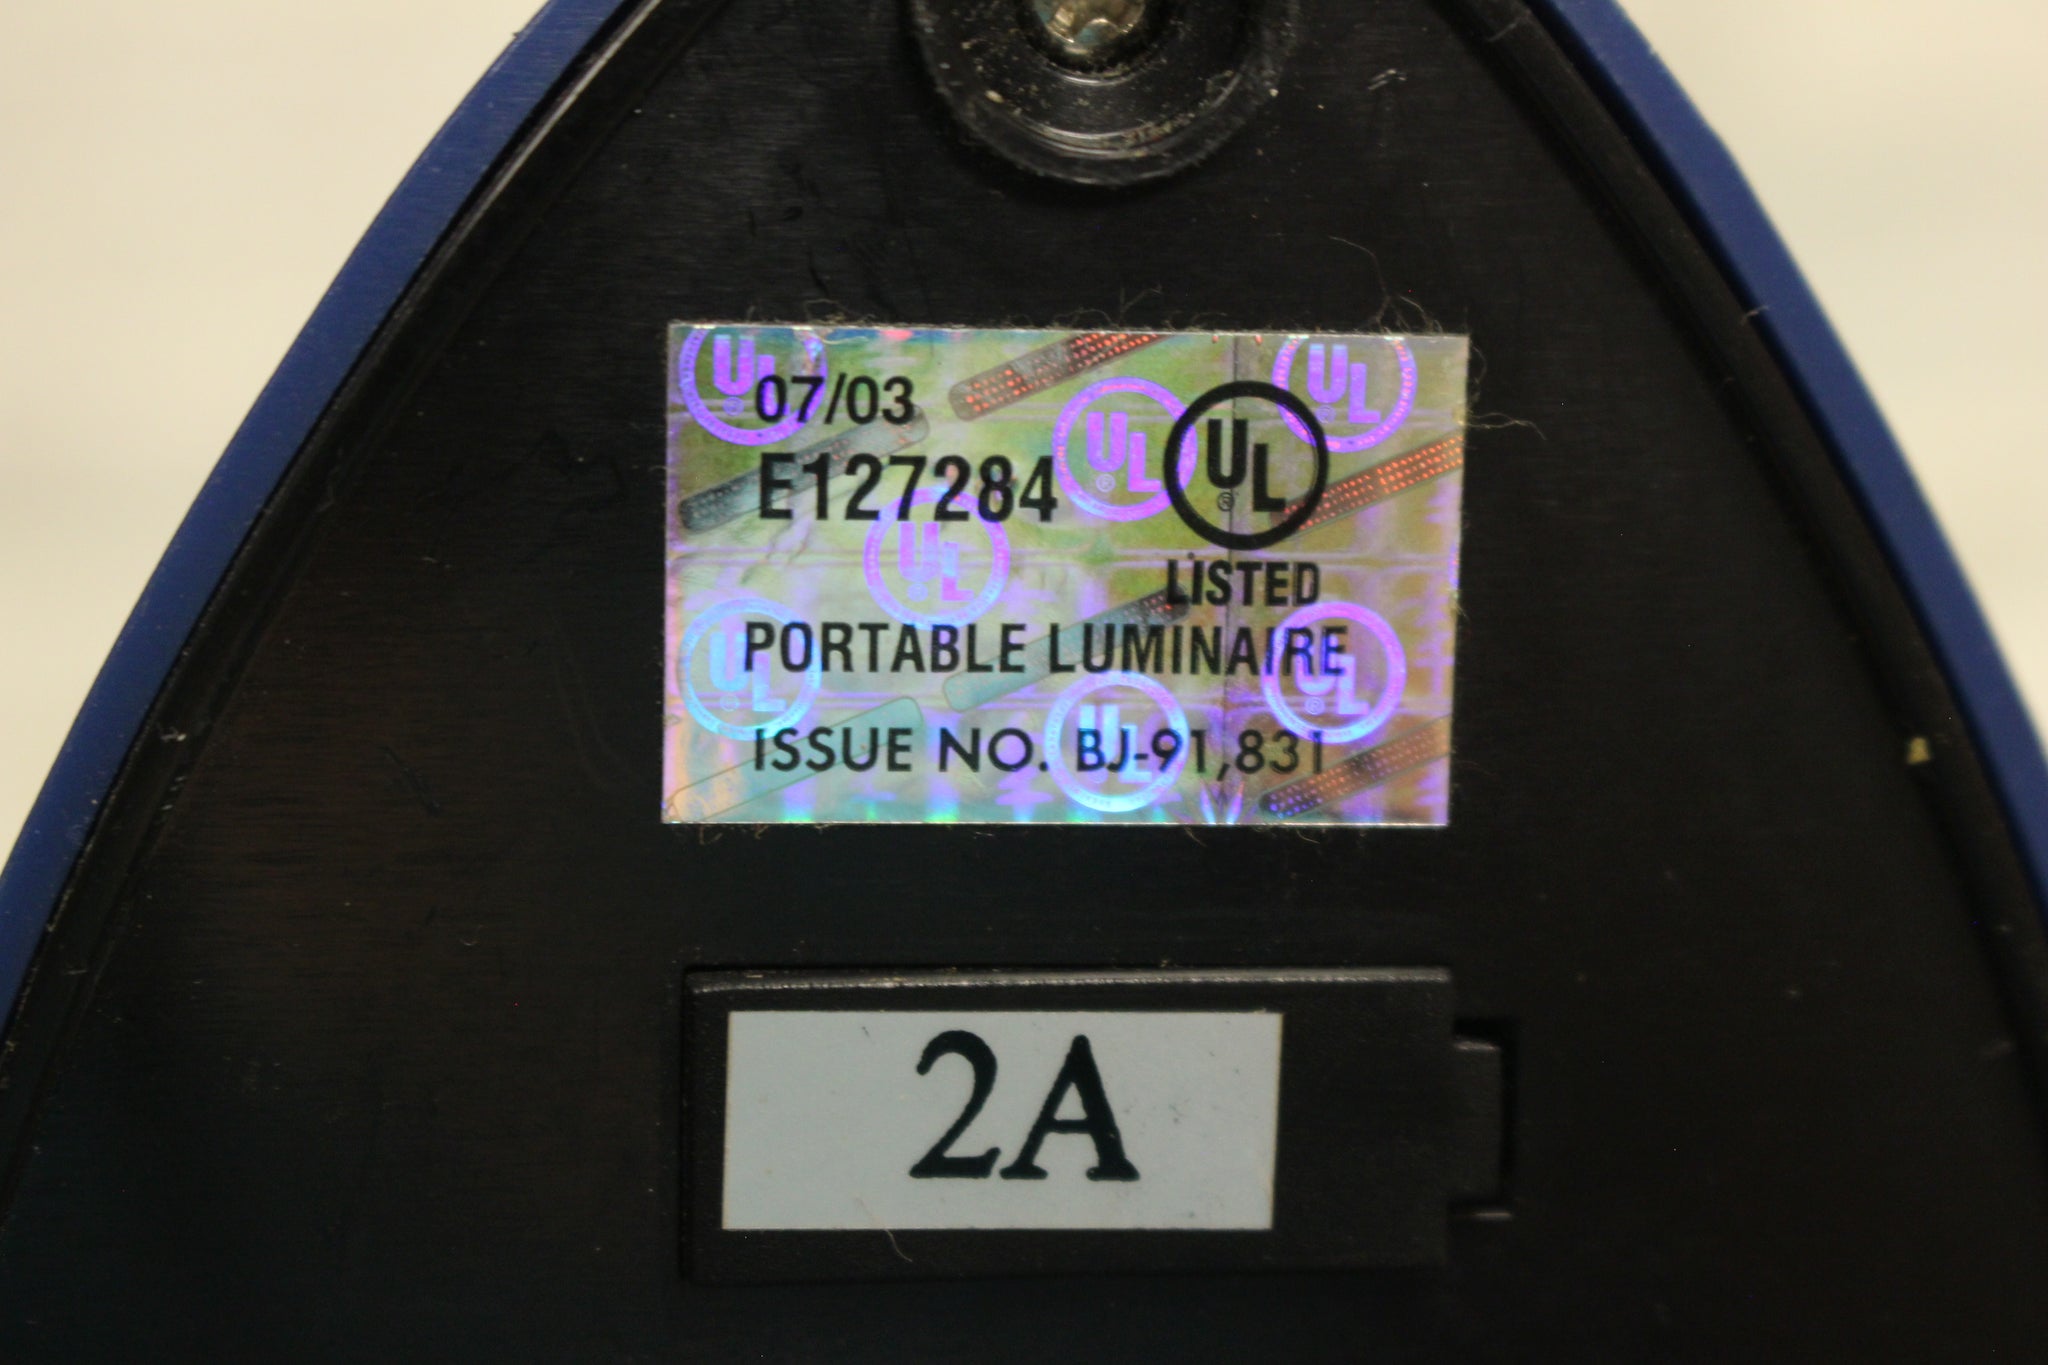 07/03
E127284
UL
®
LISTED
PORTABLE LUMINAIRE
ISSUE NO. BJ-91,831
2A